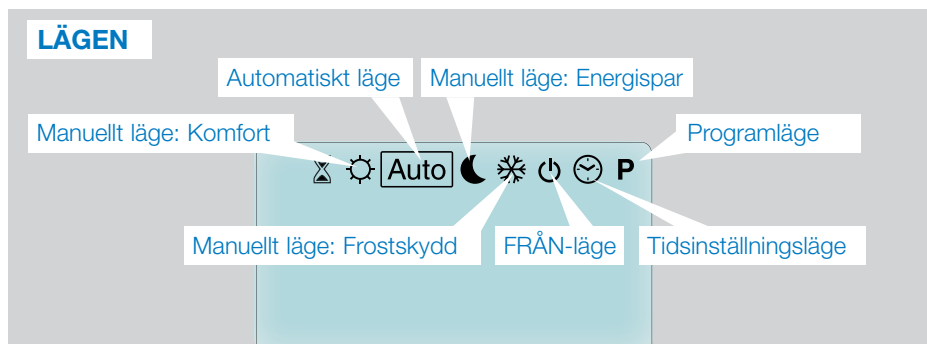 LÄGEN
Automatiskt läge
Manuellt läge: Energispar
Manuellt läge: Komfort
Programläge
Auto
P
Manuellt läge: Frostskydd
FRÅN-läge
Tidsinställningsläge